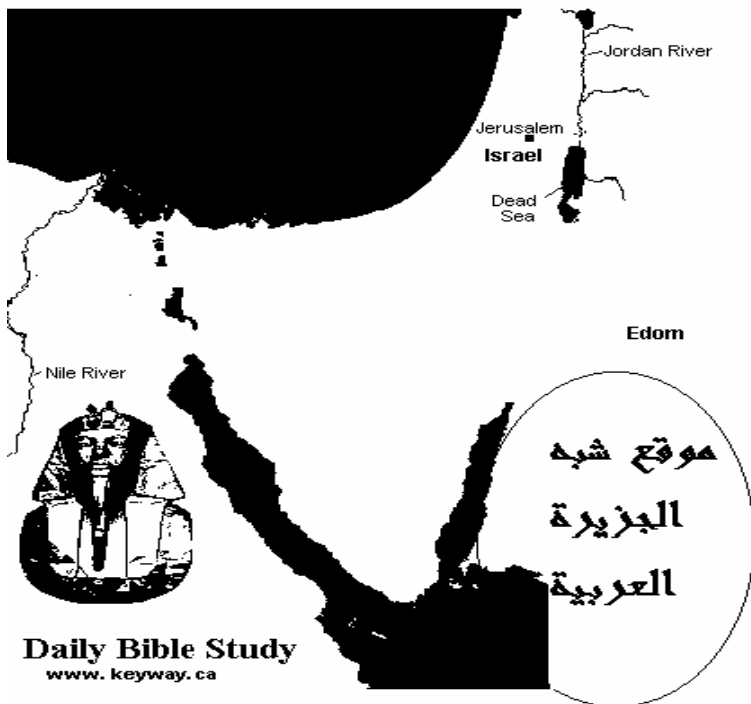 Jordan River
Jerusalem
Israel
Dead
Sea
Edom
Nile River
موقع شبه
الجزيرة
العربية
Daily Bible Study
www.keyway.ca